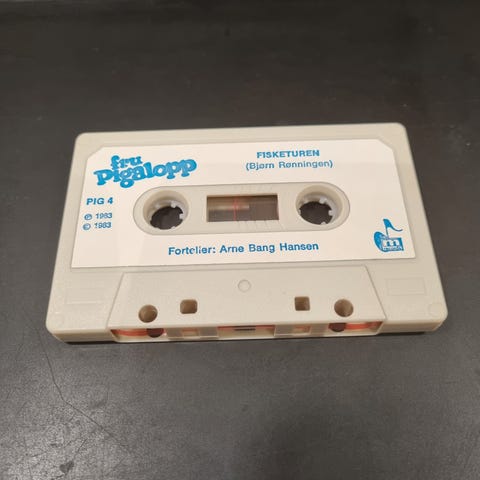 fru
Pigalopp
FISKETUREN
(Bjørn Rønningen)
PIG 4
℗ 1983
© 1983
Forteller: Arne Bang Hansen
m